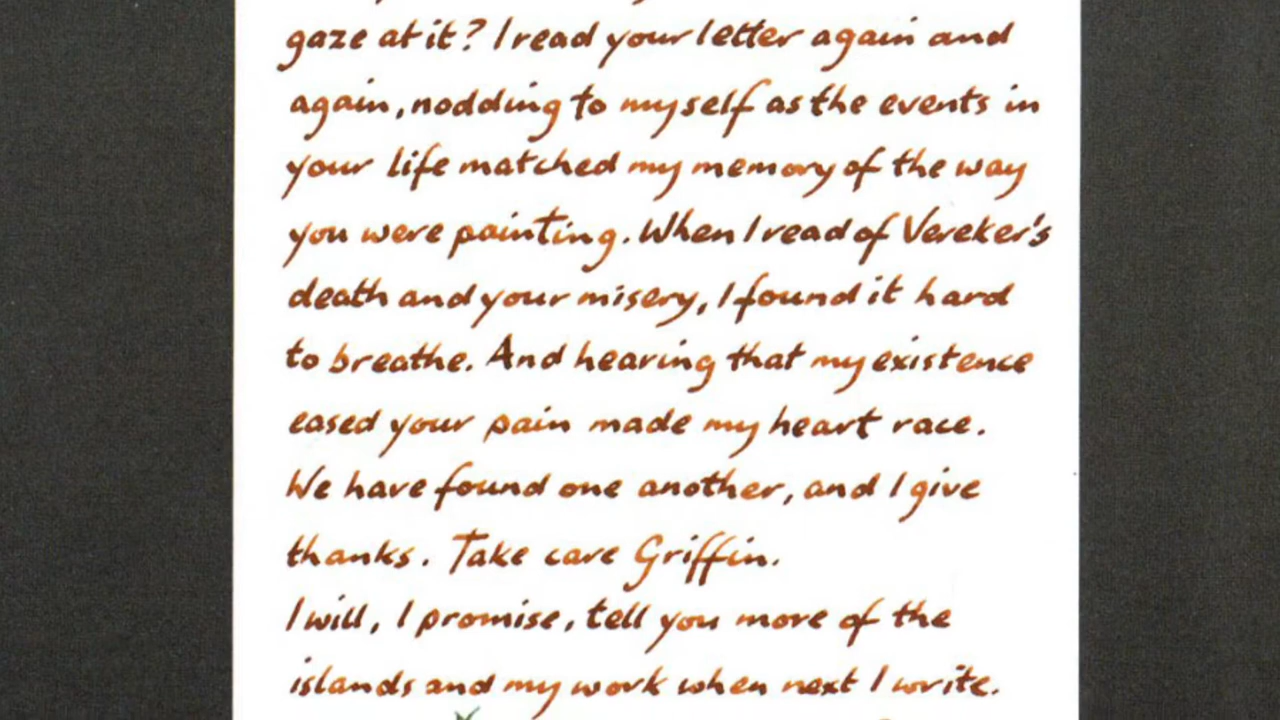 gaze at it? I read your letter again and
again, nodding to myself as the events in
your life matched my memory of the way
you were painting. When I read of Vereker's
death and your misery, I found it hard
to breathe. And hearing that my existence
eased your pain made my heart race.
We have found one another, and I give
thanks. Take care Griffin.
I will, I promise, tell you more of the
islands and my work when next I write.